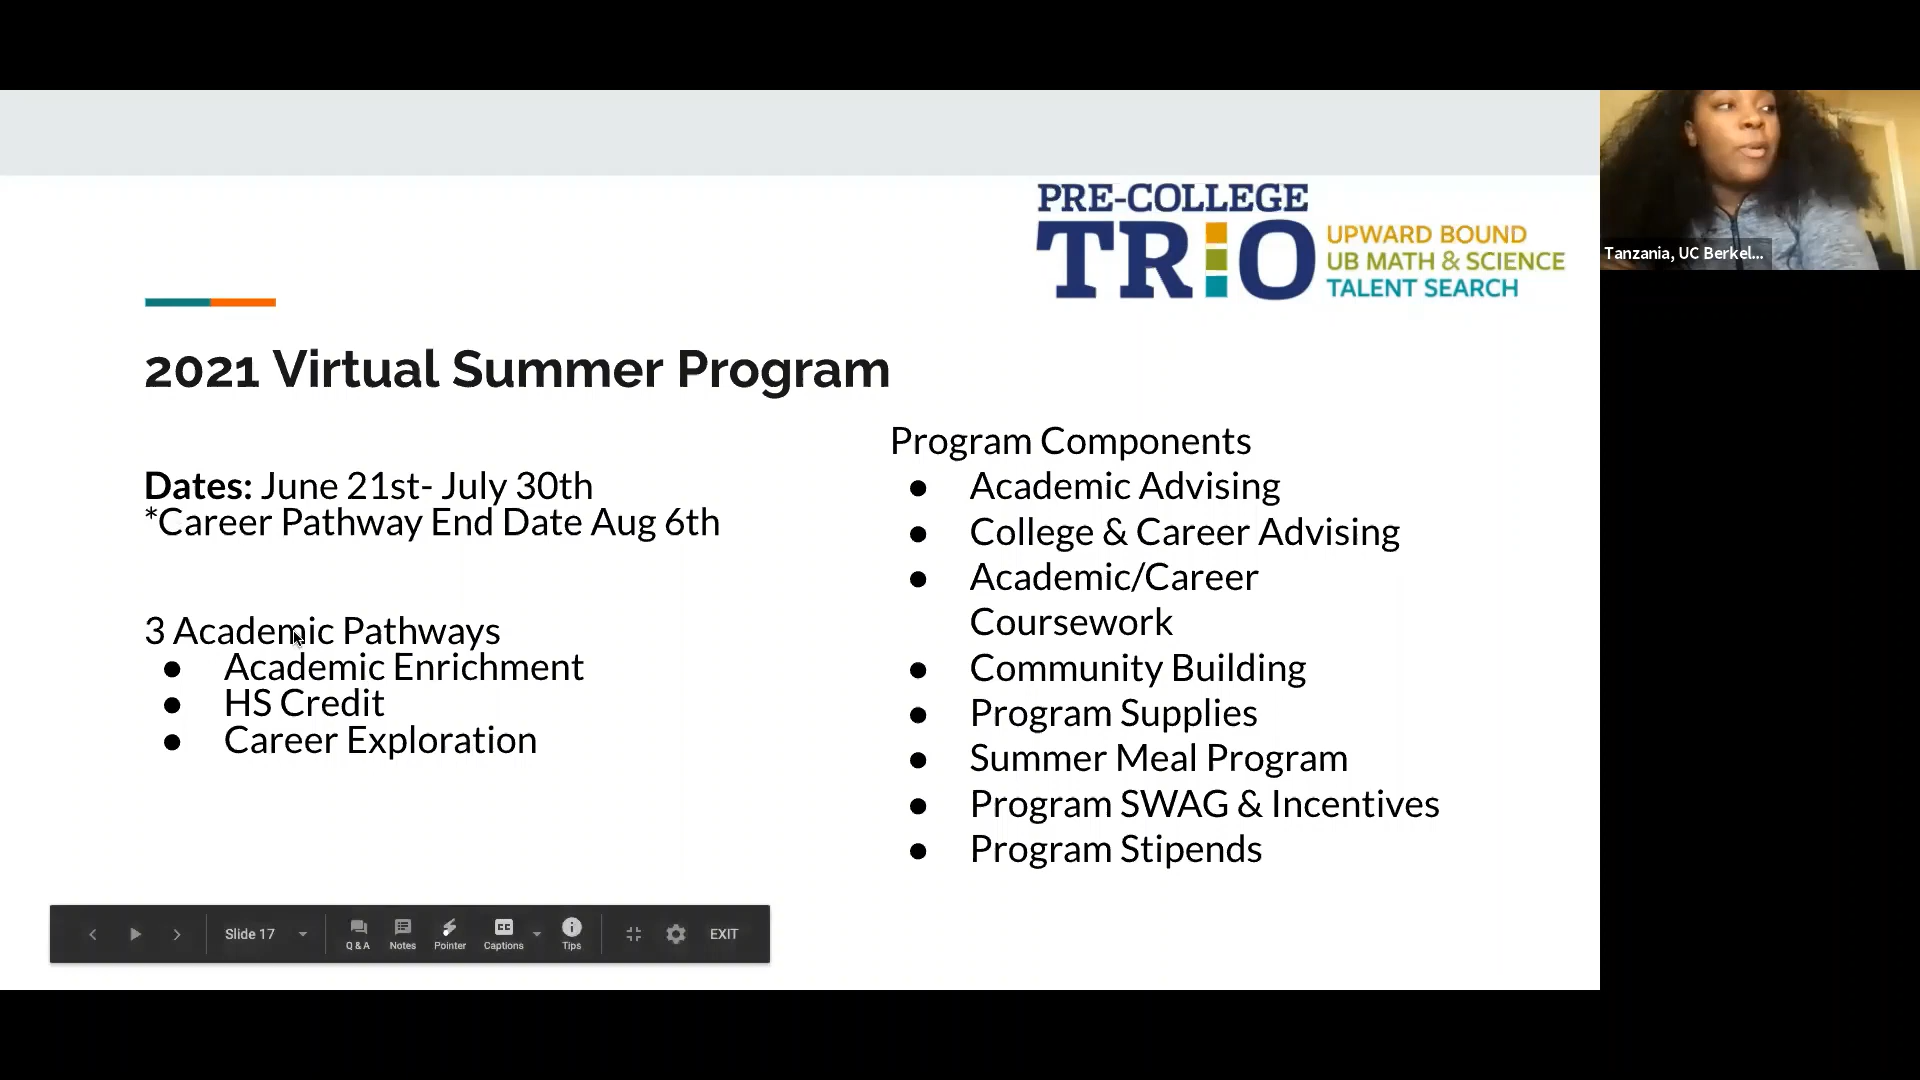 PRE-COLLEGE
TRIO
UPWARD BOUND
UB MATH & SCIENCE
TALENT SEARCH
Tanzania, UC Berkel...
2021 Virtual Summer Program
Dates: June 21st- July 30th
*Career Pathway End Date Aug 6th
3 Academic Pathways
● Academic Enrichment
● HS Credit
● Career Exploration
Program Components
● Academic Advising
● College & Career Advising
● Academic/Career
Coursework
● Community Building
● Program Supplies
● Summer Meal Program
● Program SWAG & Incentives
● Program Stipends
Slide 17
Q & A
Notes
Pointer
CC
Captions
Tips
EXIT